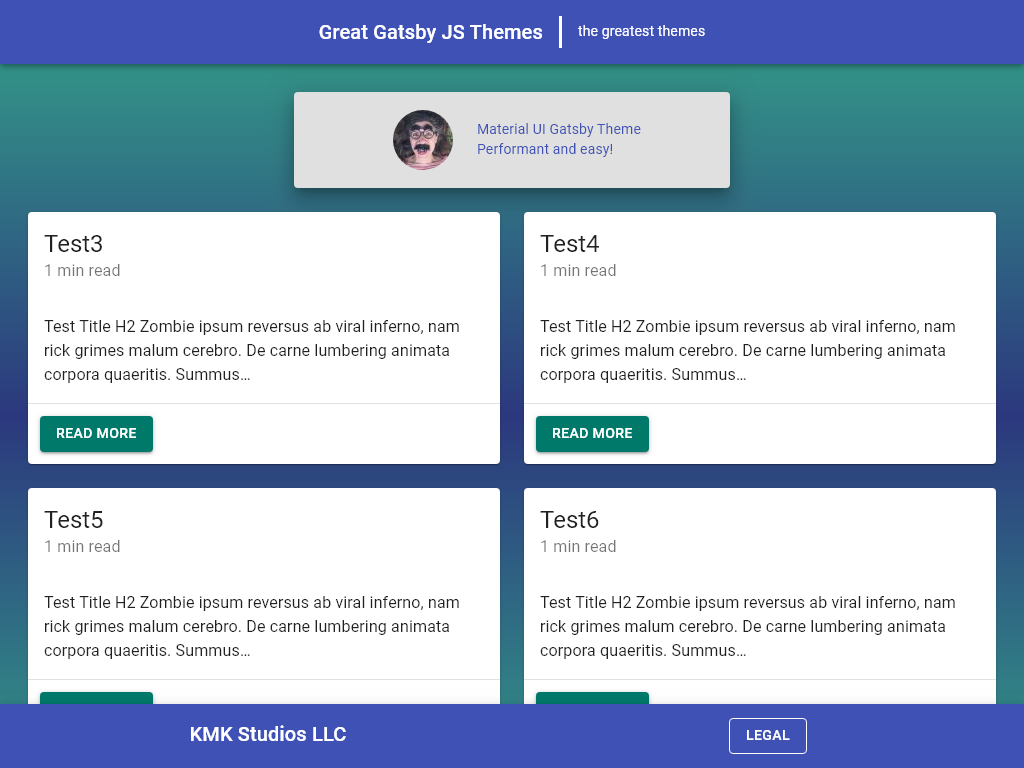 Great Gatsby JS Themes
the greatest themes
Material UI Gatsby Theme
Performant and easy!
Test3
1 min read
Test Title H2 Zombie ipsum reversus ab viral inferno, nam
rick grimes malum cerebro. De carne lumbering animata
corpora quaeritis. Summus…
READ MORE
Test4
1 min read
Test Title H2 Zombie ipsum reversus ab viral inferno, nam
rick grimes malum cerebro. De carne lumbering animata
corpora quaeritis. Summus…
READ MORE
Test5
1 min read
Test Title H2 Zombie ipsum reversus ab viral inferno, nam
rick grimes malum cerebro. De carne lumbering animata
corpora quaeritis. Summus…
Test6
1 min read
Test Title H2 Zombie ipsum reversus ab viral inferno, nam
rick grimes malum cerebro. De carne lumbering animata
corpora quaeritis. Summus…
KMK Studios LLC
LEGAL